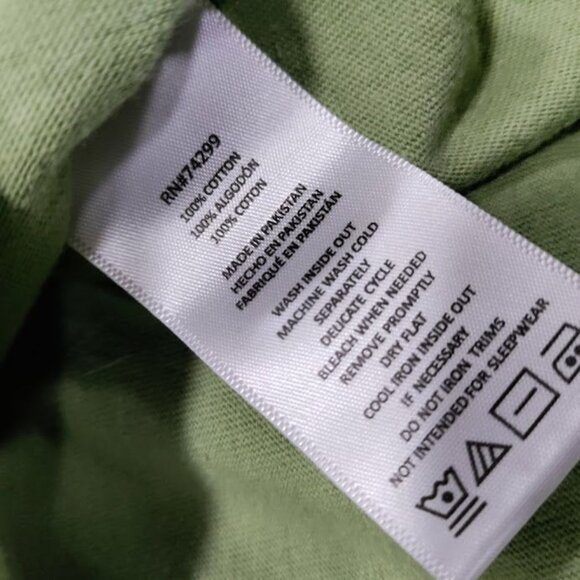 RN#74299
100% COTTON
100% ALGODÓN
100% COTON
MADE IN PAKISTAN
HECHO EN PAKISTAN
FABRIQUÉ EN PAKISTÁN
WASH INSIDE OUT
MACHINE WASH COLD
SEPARATELY
DELICATE CYCLE
BLEACH WHEN NEEDED
REMOVE PROMPTLY
DRY FLAT
COOL IRON INSIDE OUT
IF NECESSARY
DO NOT IRON TRIMS
NOT INTENDED FOR SLEEPWEAR